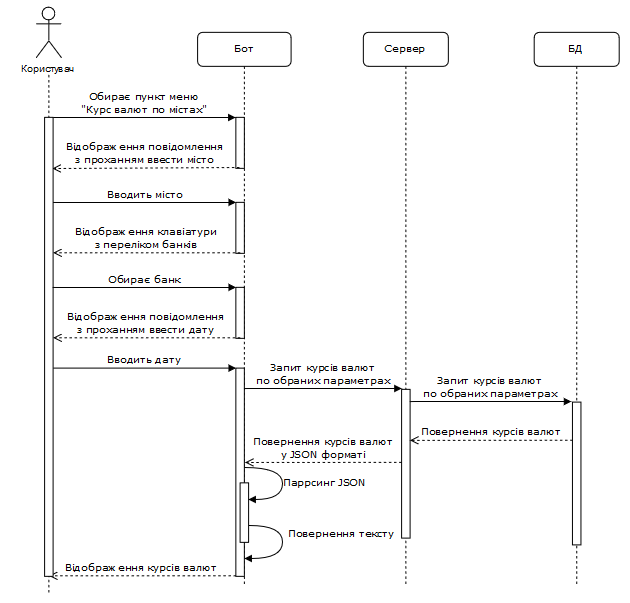 Користувач
Бот
Сервер
БД
Обирає пункт меню
"Курс валют по містах"
Відображення повідомлення
з проханням ввести місто
Вводить місто
Відображення клавіатури
з переліком банків
Обирає банк
Відображення повідомлення
з проханням ввести дату
Вводить дату
Запит курсів валют
по обраних параметрах
Запит курсів валют
по обраних параметрах
Повернення курсів валют
Повернення курсів валют
у JSON форматі
Паррсинг JSON
Повернення тексту
Відображення курсів валют